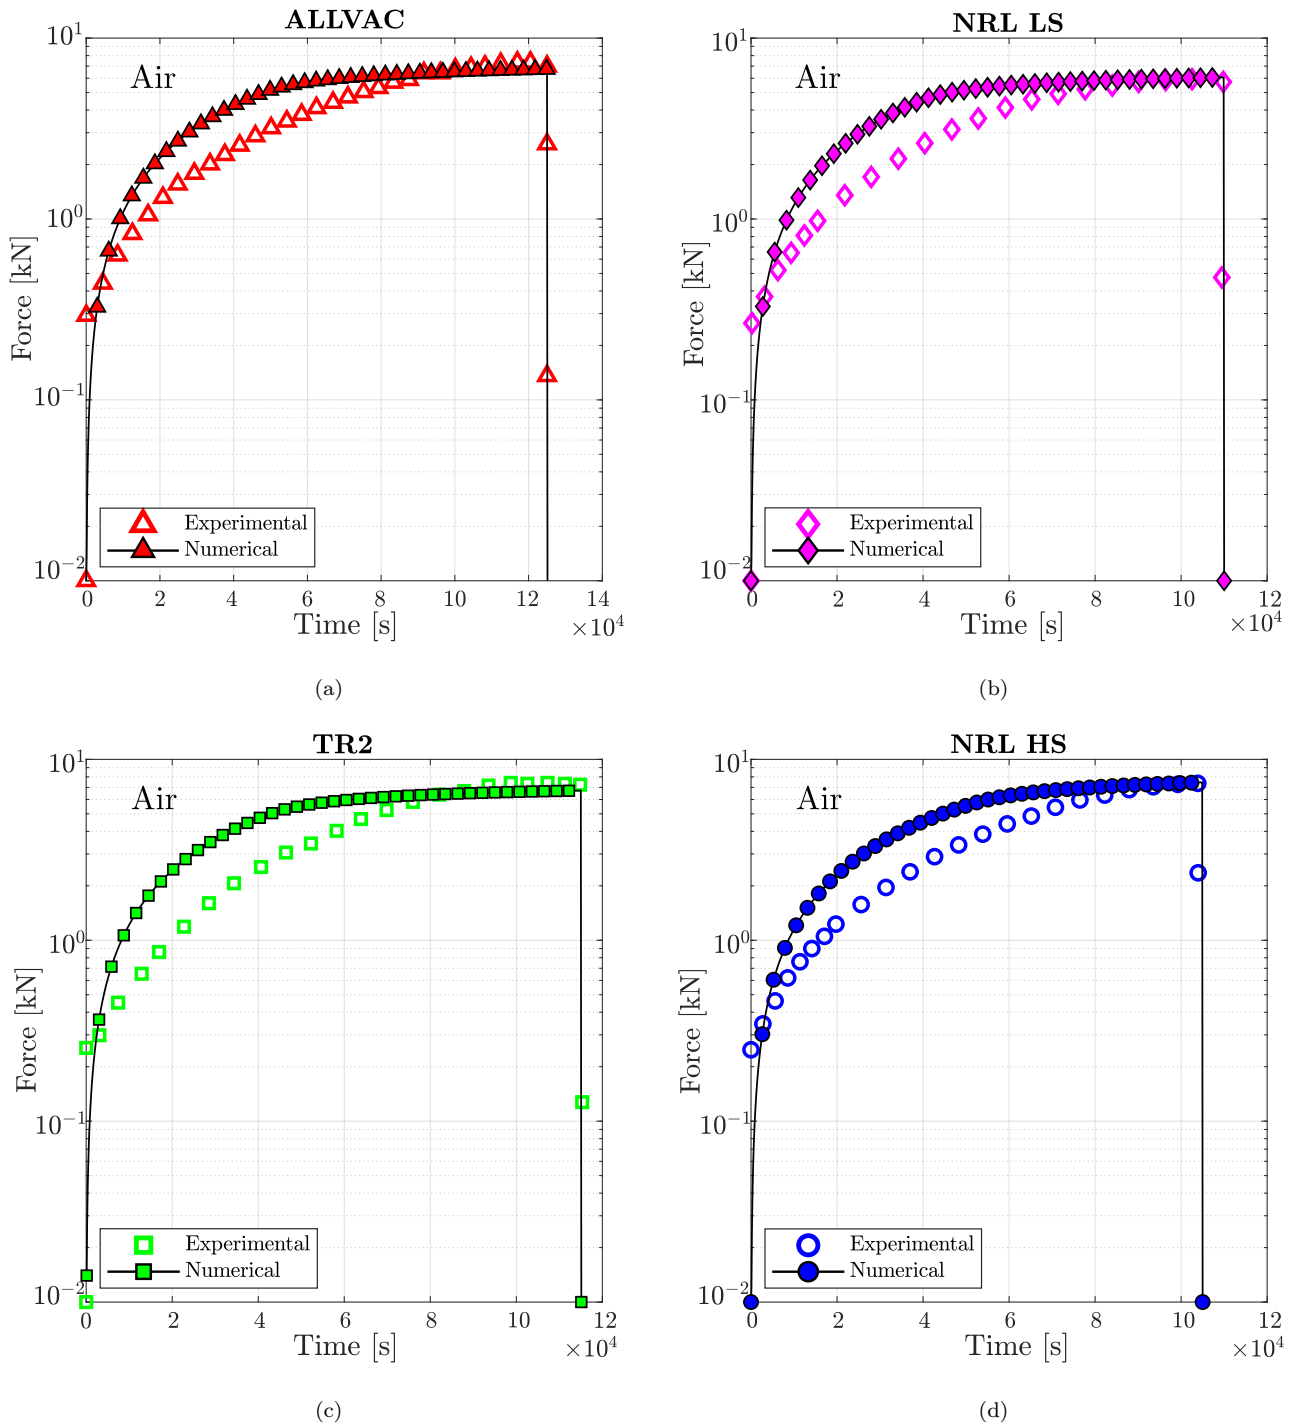 ALLVAC
10^1
Air
10^0
10^-1
10^-2
Force [kN]
Experimental
Numerical
0 2 4 6 8 10 12 14
Time [s]
×10^4
(a)
NRL LS
10^1
Air
10^0
10^-1
10^-2
Force [kN]
Experimental
Numerical
0 2 4 6 8 10 12
Time [s]
×10^4
(b)
TR2
10^1
Air
10^0
10^-1
10^-2
Force [kN]
Experimental
Numerical
0 2 4 6 8 10 12
Time [s]
×10^4
(c)
NRL HS
10^1
Air
10^0
10^-1
10^-2
Force [kN]
Experimental
Numerical
0 2 4 6 8 10 12
Time [s]
×10^4
(d)